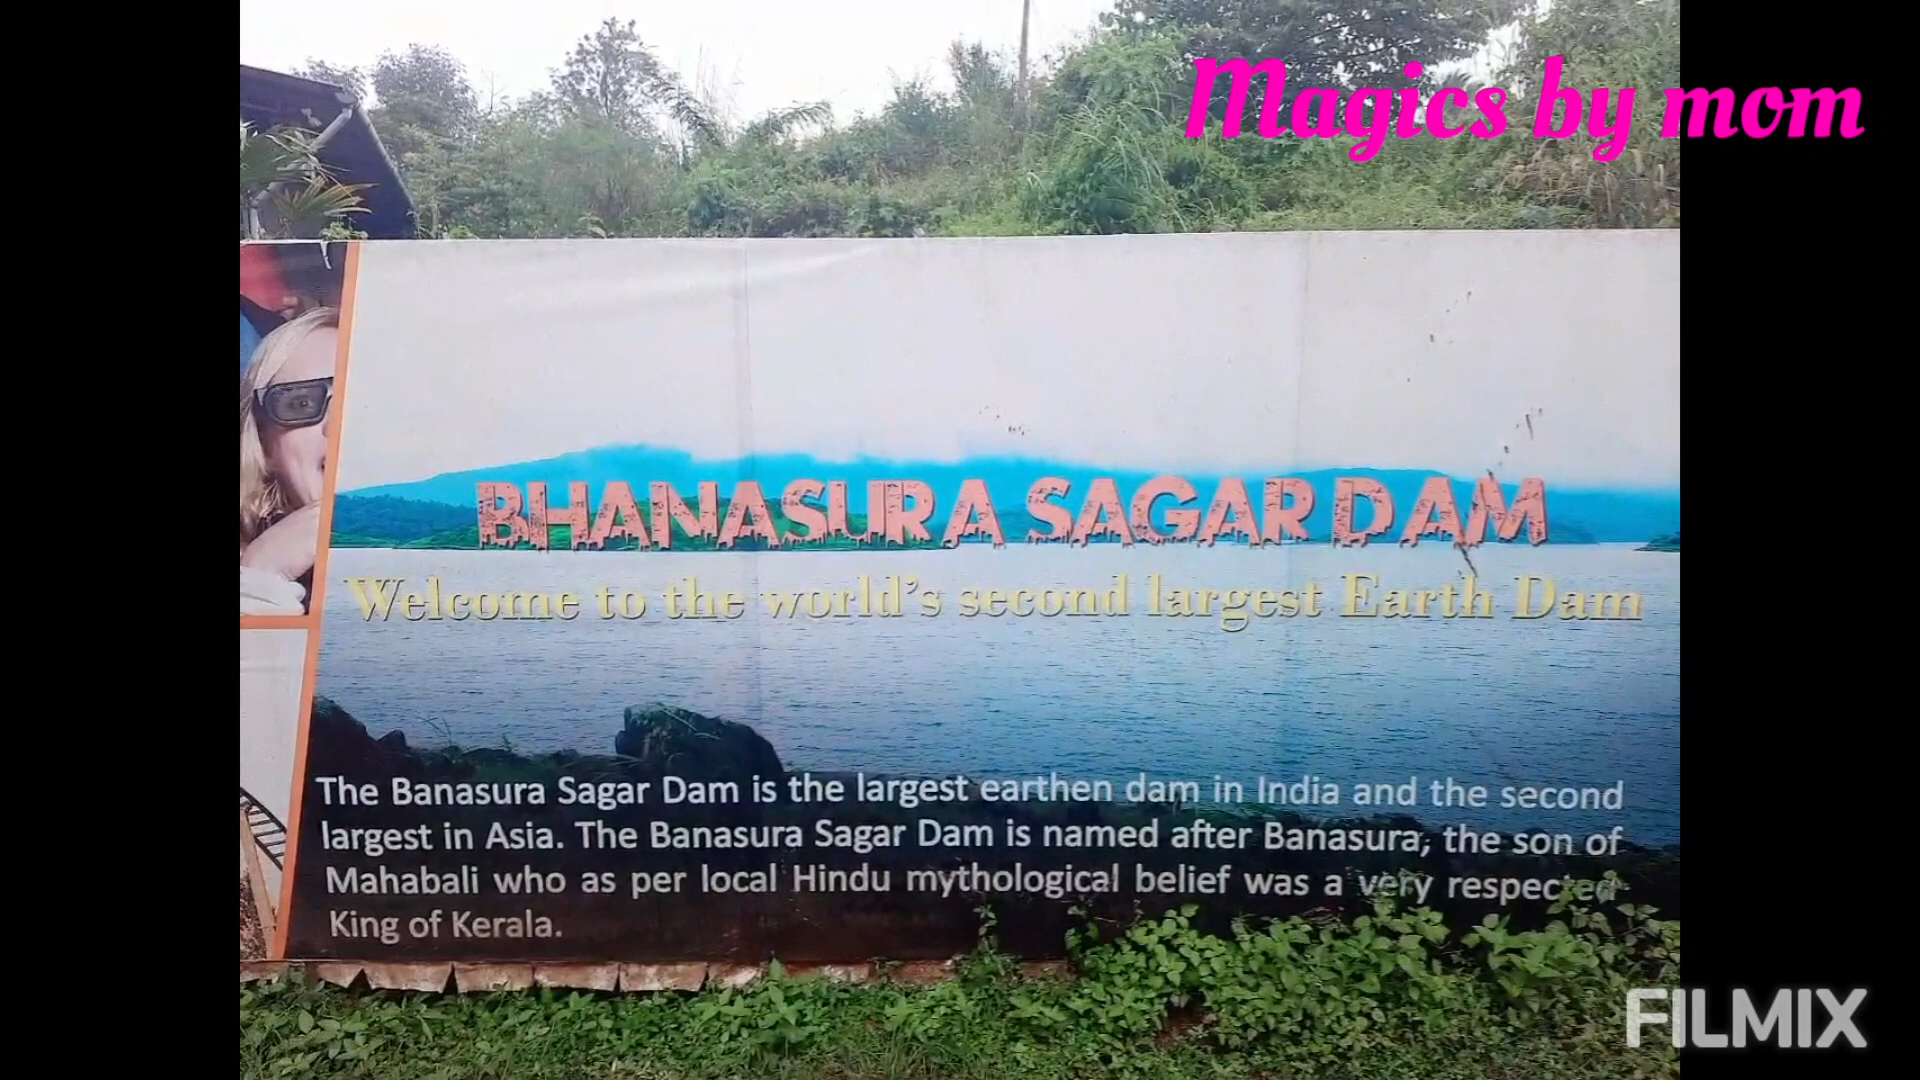 Magics by mom
BHANASURA SAGAR DAM
Welcome to the world's second largest Earth Dam
The Banasura Sagar Dam is the largest earthen dam in India and the second
largest in Asia. The Banasura Sagar Dam is named after Banasura, the son of
Mahabali who as per local Hindu mythological belief was a very respected
King of Kerala.
FILMIX